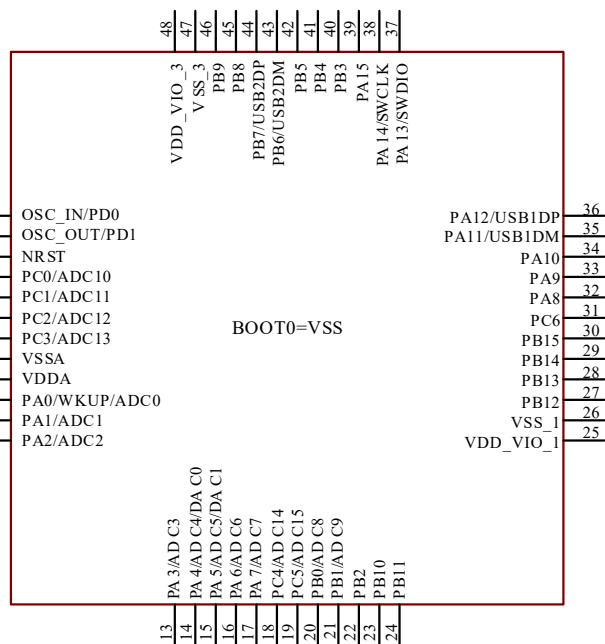 48
47
46
45
44
43
42
41
40
39
38
37
VDD_VIO_3
VSS_3
PB9
PB8
PB7/USB2DP
PB6/USB2DM
PB5
PB4
PB3
PA15
PA14/SWCLK
PA13/SWDIO
OSC_IN/PD0
OSC_OUT/PD1
NRST
PC0/ADC10
PC1/ADC11
PC2/ADC12
PC3/ADC13
VSSA
VDDA
PA0/WKUP/ADC0
PA1/ADC1
PA2/ADC2
BOOT0=VSS
PA12/USB1DP 36
PA11/USB1DM 35
PA10 34
PA9 33
PA8 32
PC6 31
PB15 30
PB14 29
PB13 28
PB12 27
VSS_1 26
VDD_VIO_1 25
PA3/ADC3
PA4/ADC4/DAC0
PA5/ADC5/DAC1
PA6/ADC6
PA7/ADC7
PC4/ADC14
PC5/ADC15
PB0/ADC8
PB1/ADC9
PB2
PB10
PB11
13
14
15
16
17
18
19
20
21
22
23
24